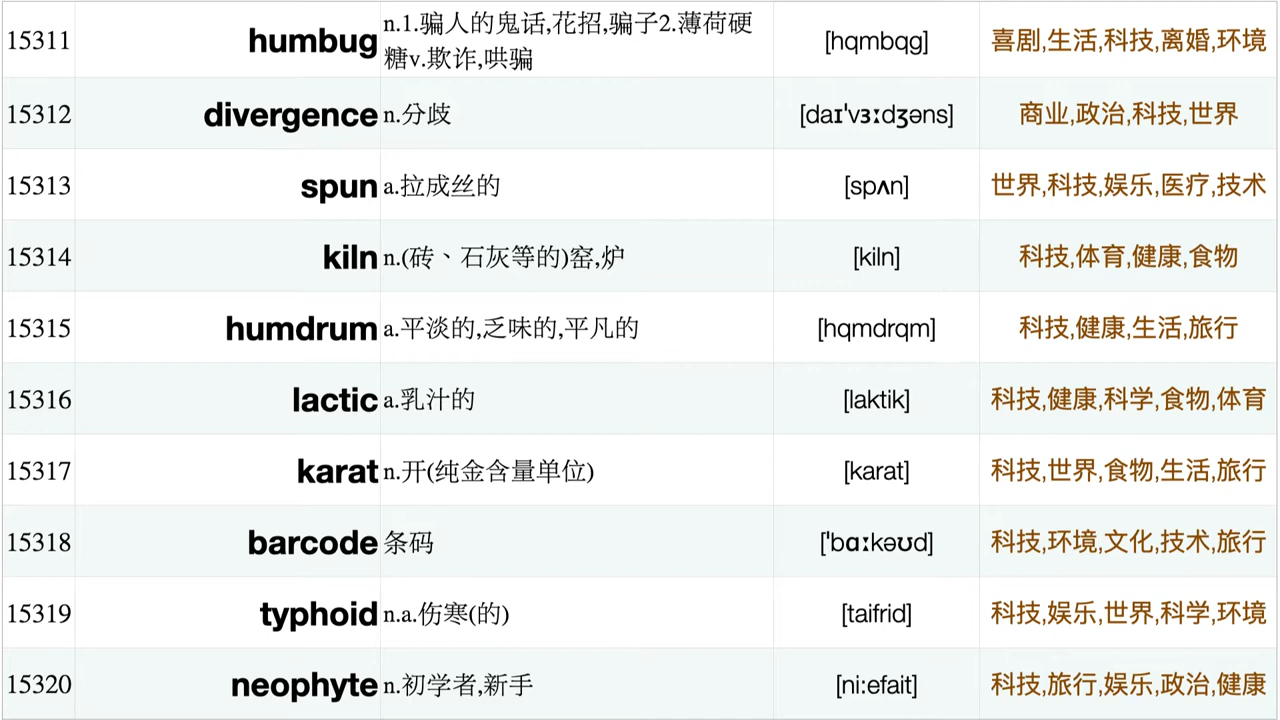 15311 humbug n.1.骗人的鬼话,花招,骗子2.薄荷硬 [hqmbqg] 喜剧,生活,科技,离婚,环境
糖v.欺诈,哄骗
15312 divergence n.分歧 [daɪˈvɜːdʒəns] 商业,政治,科技,世界
15313 spun a.拉成丝的 [spʌn] 世界,科技,娱乐,医疗,技术
15314 kiln n.(砖、石灰等的)窑,炉 [kiln] 科技,体育,健康,食物
15315 humdrum a.平淡的,乏味的,平凡的 [hqmdrqm] 科技,健康,生活,旅行
15316 lactic a.乳汁的 [laktik] 科技,健康,科学,食物,体育
15317 karat n.开(纯金含量单位) [karat] 科技,世界,食物,生活,旅行
15318 barcode 条码 [ˈbɑːkəʊd] 科技,环境,文化,技术,旅行
15319 typhoid n.a.伤寒(的) [taifrid] 科技,娱乐,世界,科学,环境
15320 neophyte n.初学者,新手 [ni:efait] 科技,旅行,娱乐,政治,健康